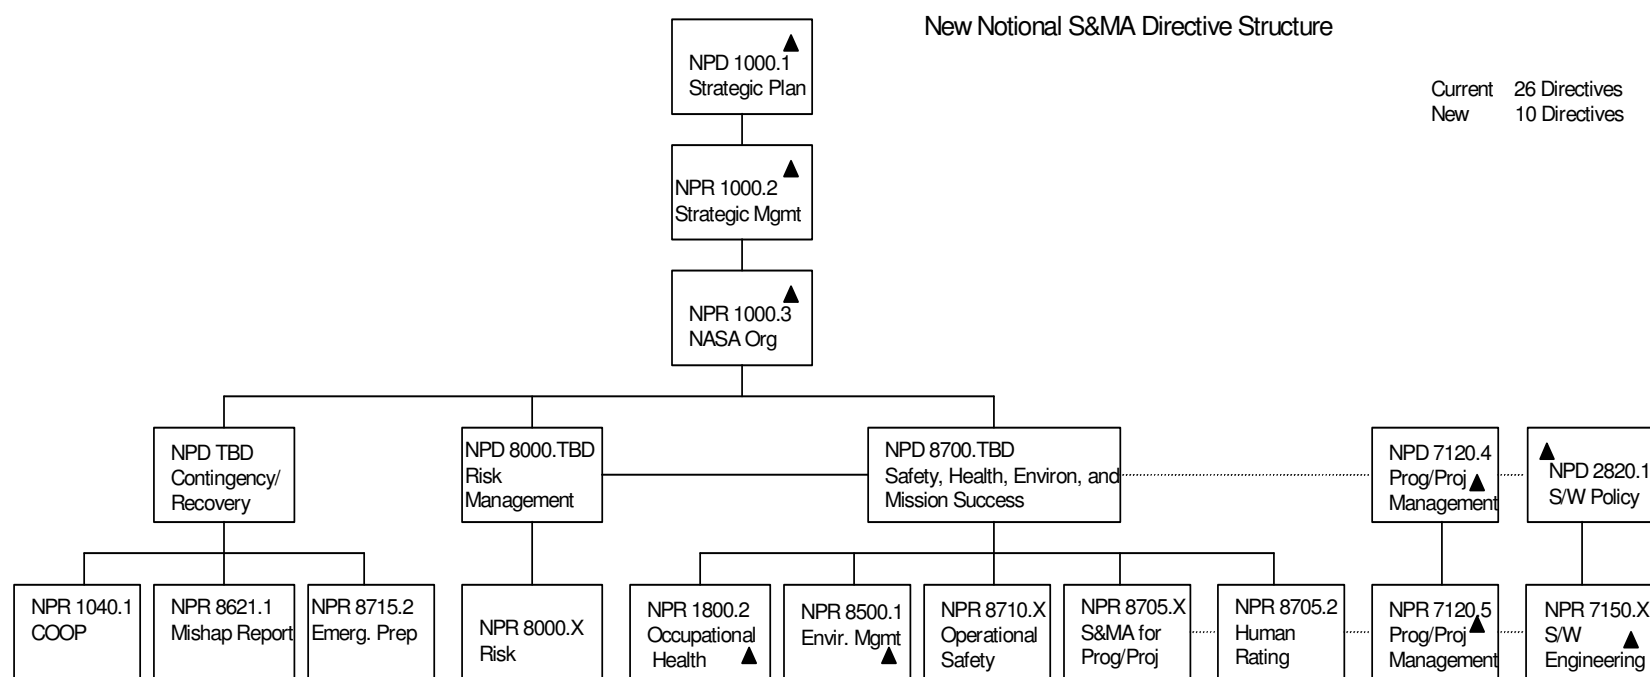 New Notional S&MA Directive Structure
Current 26 Directives
New 10 Directives
NPD 1000.1
Strategic Plan
NPR 1000.2
Strategic Mgmt
NPR 1000.3
NASA Org
NPD TBD
Contingency/
Recovery
NPD 8000.TBD
Risk
Management
NPD 8700.TBD
Safety, Health, Environ, and
Mission Success
NPD 7120.4
Prog/Proj
Management
NPD 2820.1
S/W Policy
NPR 1040.1
COOP
NPR 8621.1
Mishap Report
NPR 8715.2
Emerg. Prep
NPR 8000.X
Risk
NPR 1800.2
Occupational
Health
NPR 8500.1
Envir. Mgmt
NPR 8710.X
Operational
Safety
NPR 8705.X
S&MA for
Prog/Proj
NPR 8705.2
Human
Rating
NPR 7120.5
Prog/Proj
Management
NPR 7150.X
S/W
Engineering